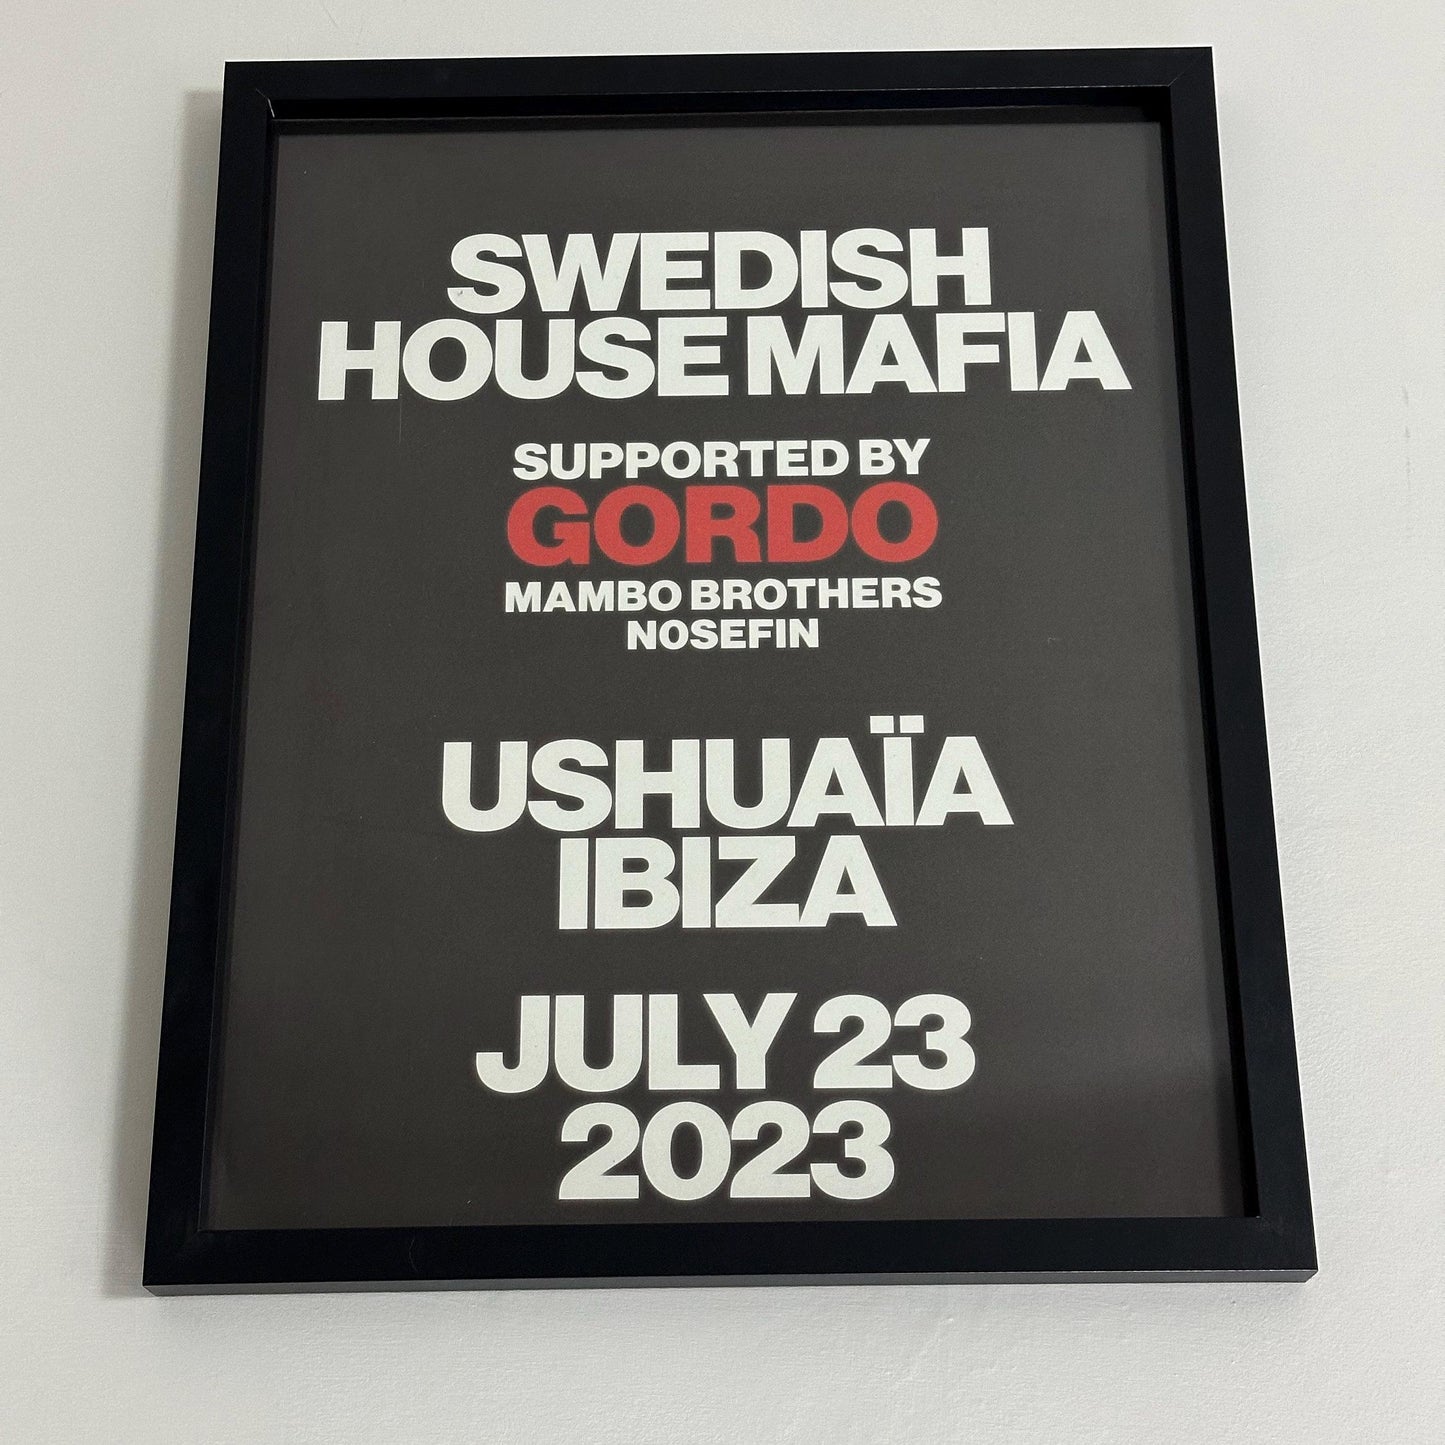 SWEDISH
HOUSE MAFIA
SUPPORTED BY
GORDO
MAMBO BROTHERS
NOSEFIN
USHUAÏA
IBIZA
JULY 23
2023